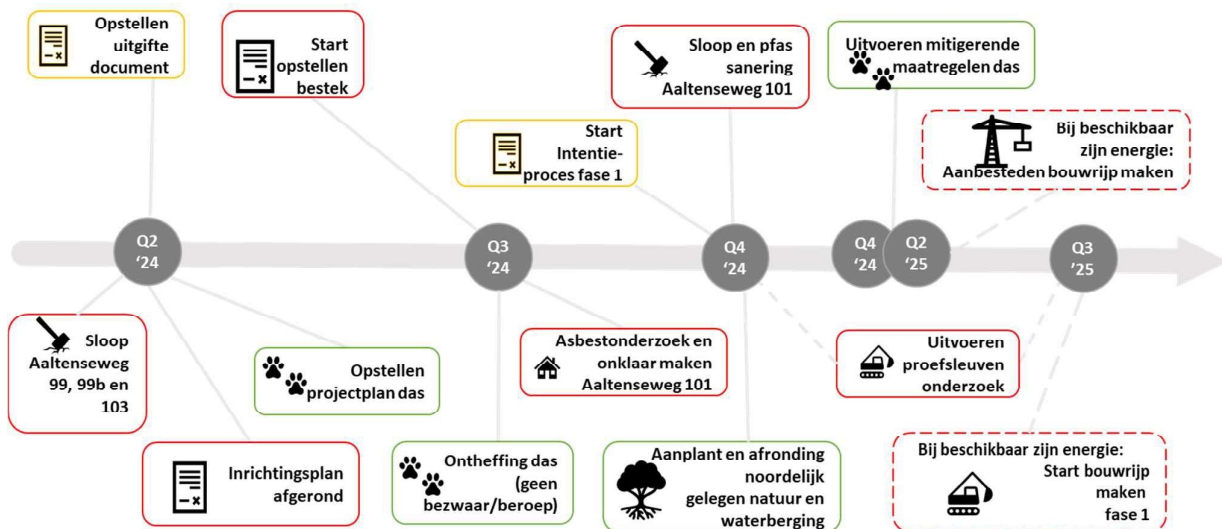 Opstellen
uitgifte
document
Start
opstellen
bestek
Start
Intentie-
proces fase 1
Sloop en pfas
sanering
Aaltenseweg 101
Uitvoeren mitigerende
maatregelen das
Bij beschikbaar
zijn energie:
Aanbesteden bouwrijp maken
Q2
‘24
Q3
‘24
Q4
‘24
Q4
‘24
Q2
‘25
Q3
‘25
Sloop
Aaltenseweg
99, 99b en
103
Inrichtingsplan
afgerond
Opstellen
projectplan das
Ontheffing das
(geen
bezwaar/beroep)
Asbestonderzoek en
onklaar maken
Aaltenseweg 101
Aanplant en afronding
noordelijk
gelegen natuur en
waterberging
Uitvoeren
proefsleuven
onderzoek
Bij beschikbaar zijn energie:
Start bouwrijp
maken
fase 1